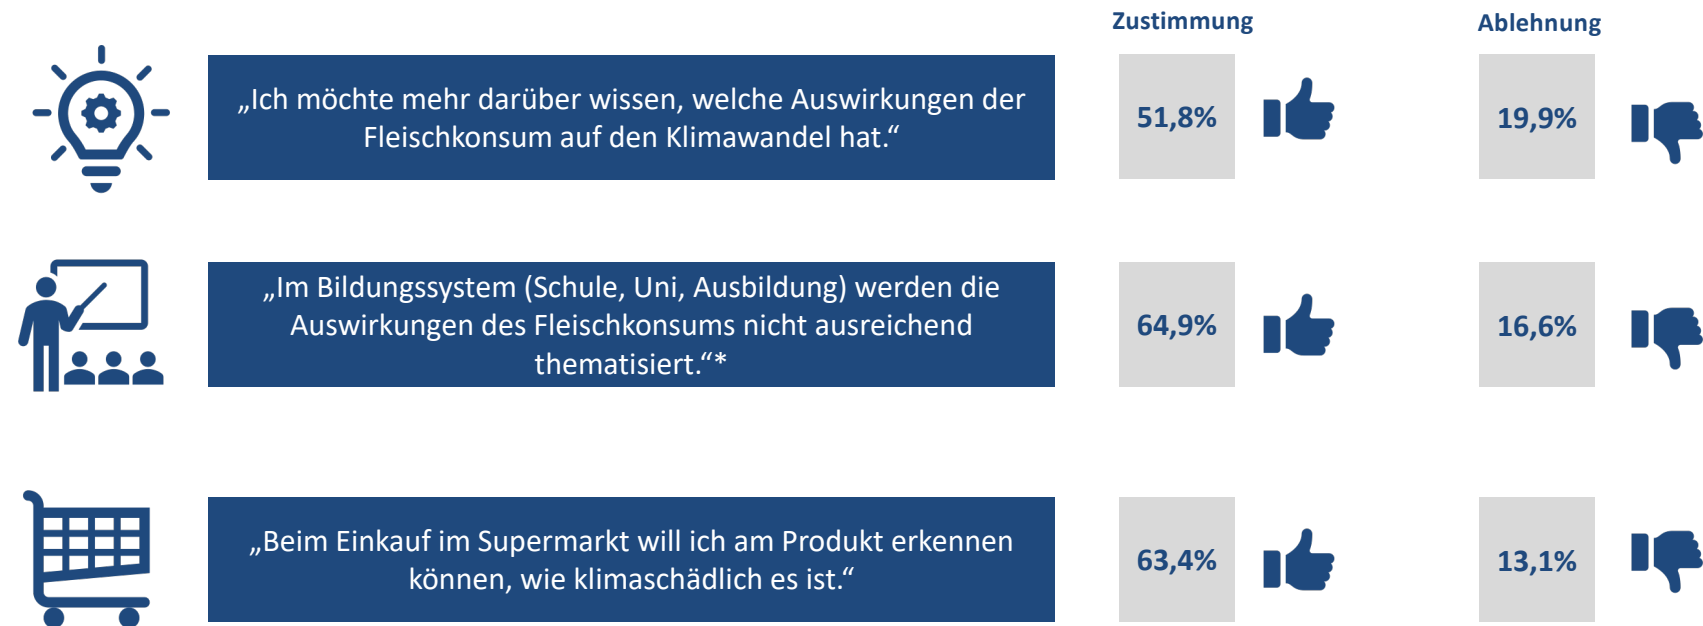 Zustimmung
Ablehnung
„Ich möchte mehr darüber wissen, welche Auswirkungen der
Fleischkonsum auf den Klimawandel hat.“
51,8%
19,9%
„Im Bildungssystem (Schule, Uni, Ausbildung) werden die
Auswirkungen des Fleischkonsums nicht ausreichend
thematisiert.“*
64,9%
16,6%
„Beim Einkauf im Supermarkt will ich am Produkt erkennen
können, wie klimaschädlich es ist.“
63,4%
13,1%